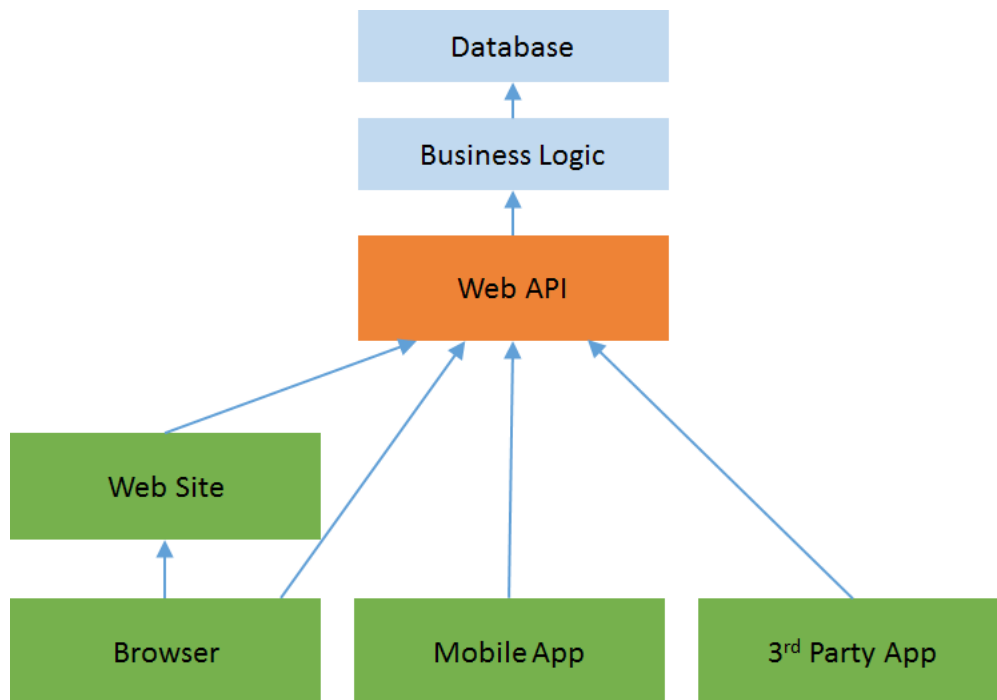 Database
Business Logic
Web API
Web Site
Browser
Mobile App
3rd Party App